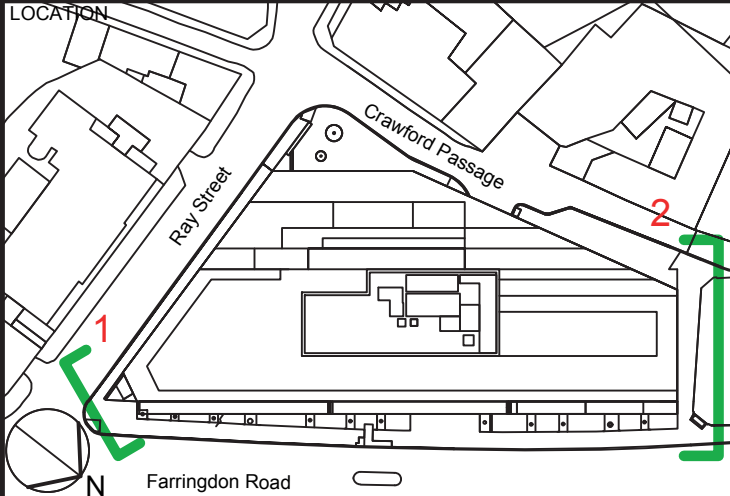 LOCATION
Crawford Passage
Ray Street
2
1
N
Farringdon Road